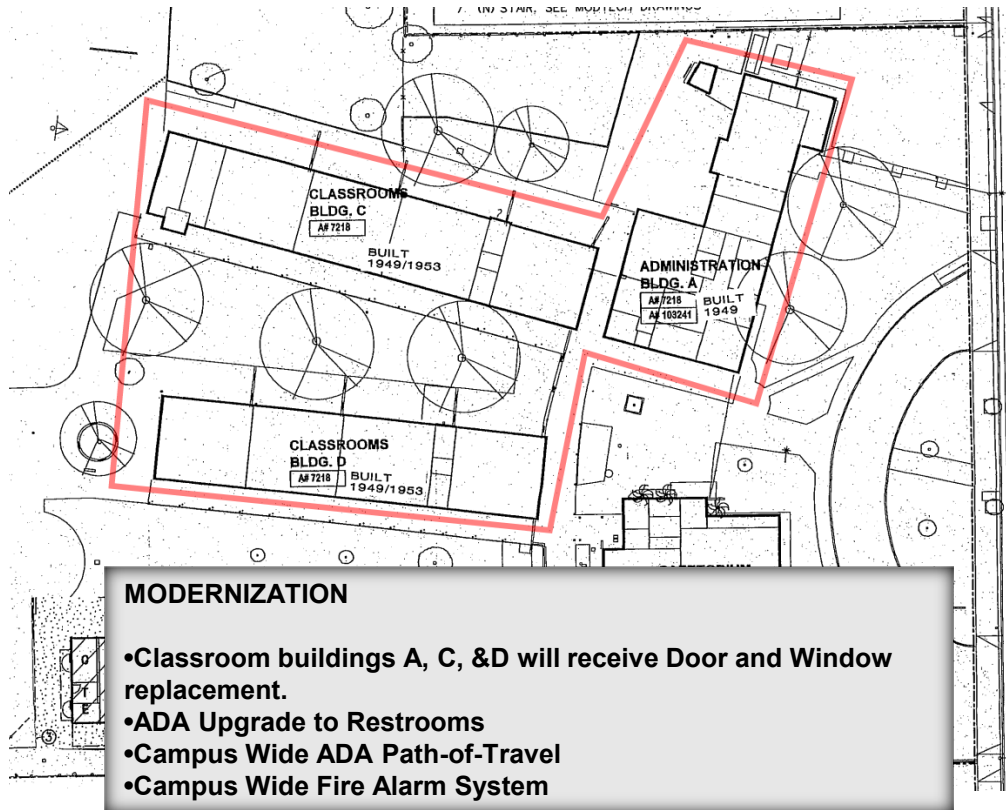 7 (N) STAIR, SEE MODTECH DRAWINGS
CLASSROOMS
BLDG. C
A# 7218
BUILT
1949/1953
ADMINISTRATION
BLDG. A
A# 7218
A# 103241
BUILT
1949
CLASSROOMS
BLDG. D
A# 7218
BUILT
1949/1953
O
T
E
3
MODERNIZATION
•Classroom buildings A, C, &D will receive Door and Window
replacement.
•ADA Upgrade to Restrooms
•Campus Wide ADA Path-of-Travel
•Campus Wide Fire Alarm System